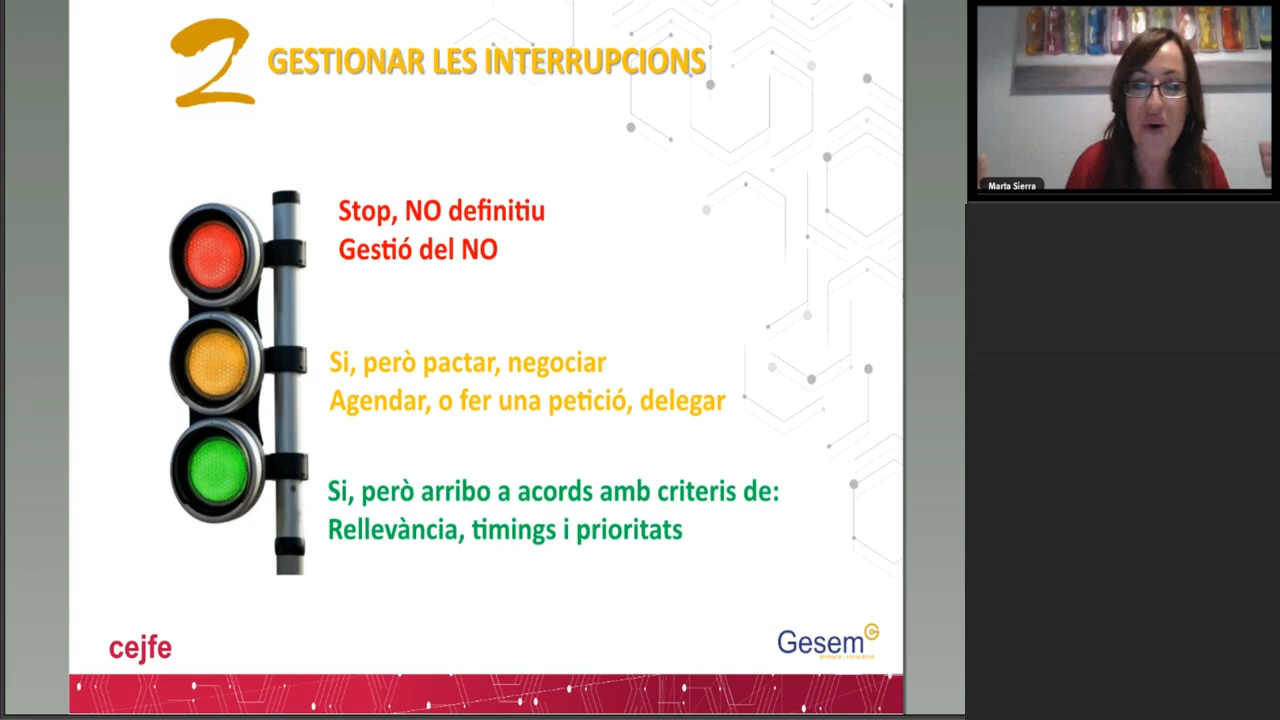 2
GESTIONAR LES INTERRUPCIONS
Stop, NO definitiu
Gestió del NO
Si, però pactar, negociar
Agendar, o fer una petició, delegar
Si, però arribo a acords amb criteris de:
Rellevància, timings i prioritats
cejfe
Gesem
Marta Sierra